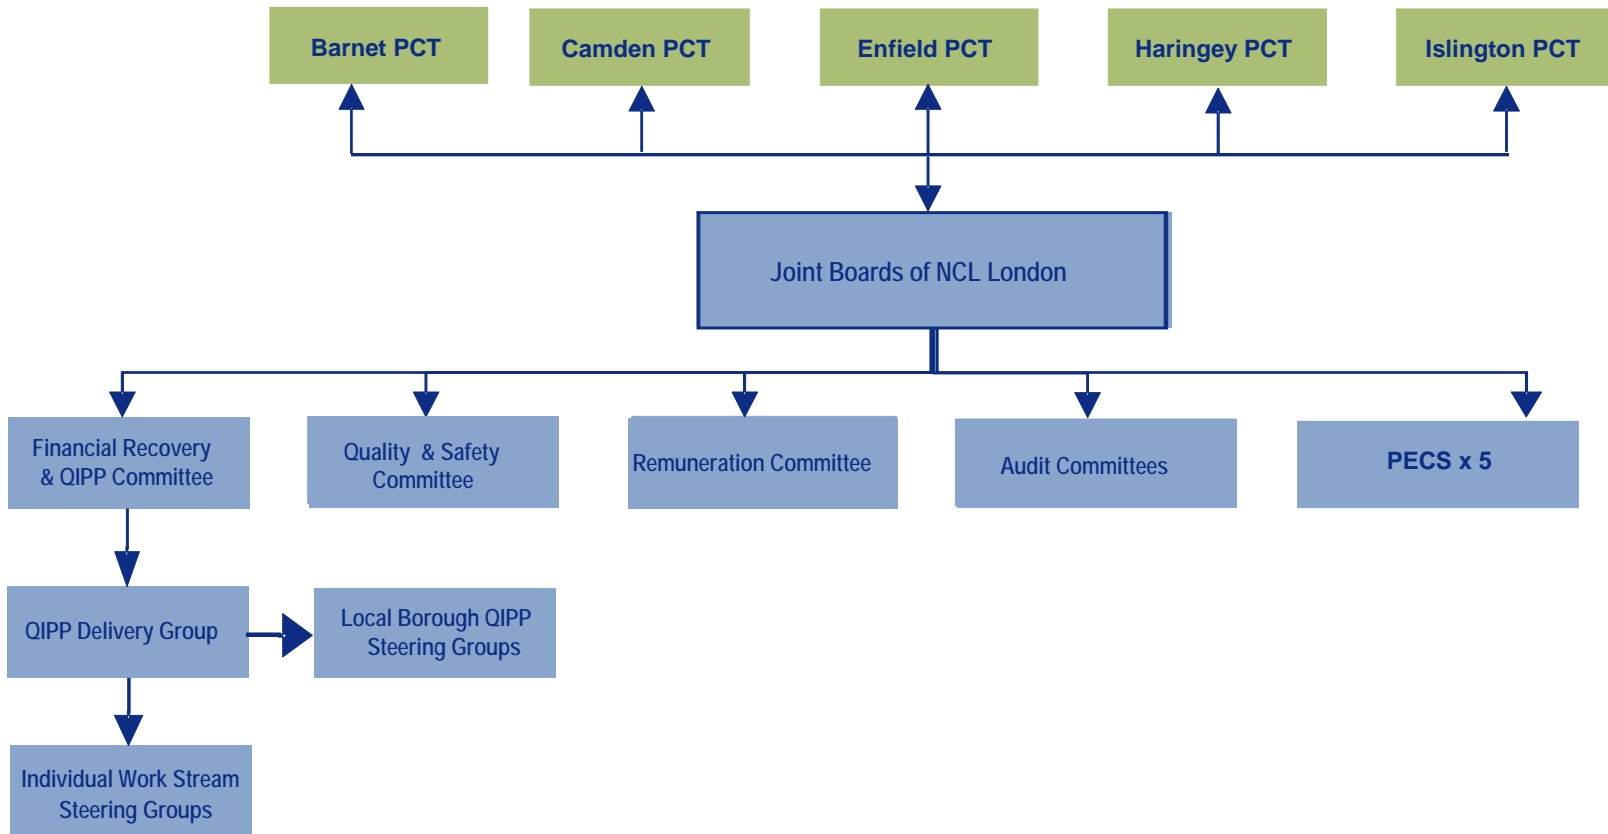 Barnet PCT
Camden PCT
Enfield PCT
Haringey PCT
Islington PCT
Joint Boards of NCL London
Financial Recovery
& QIPP Committee
Quality & Safety
Committee
Remuneration Committee
Audit Committees
PECS x 5
QIPP Delivery Group
Local Borough QIPP
Steering Groups
Individual Work Stream
Steering Groups